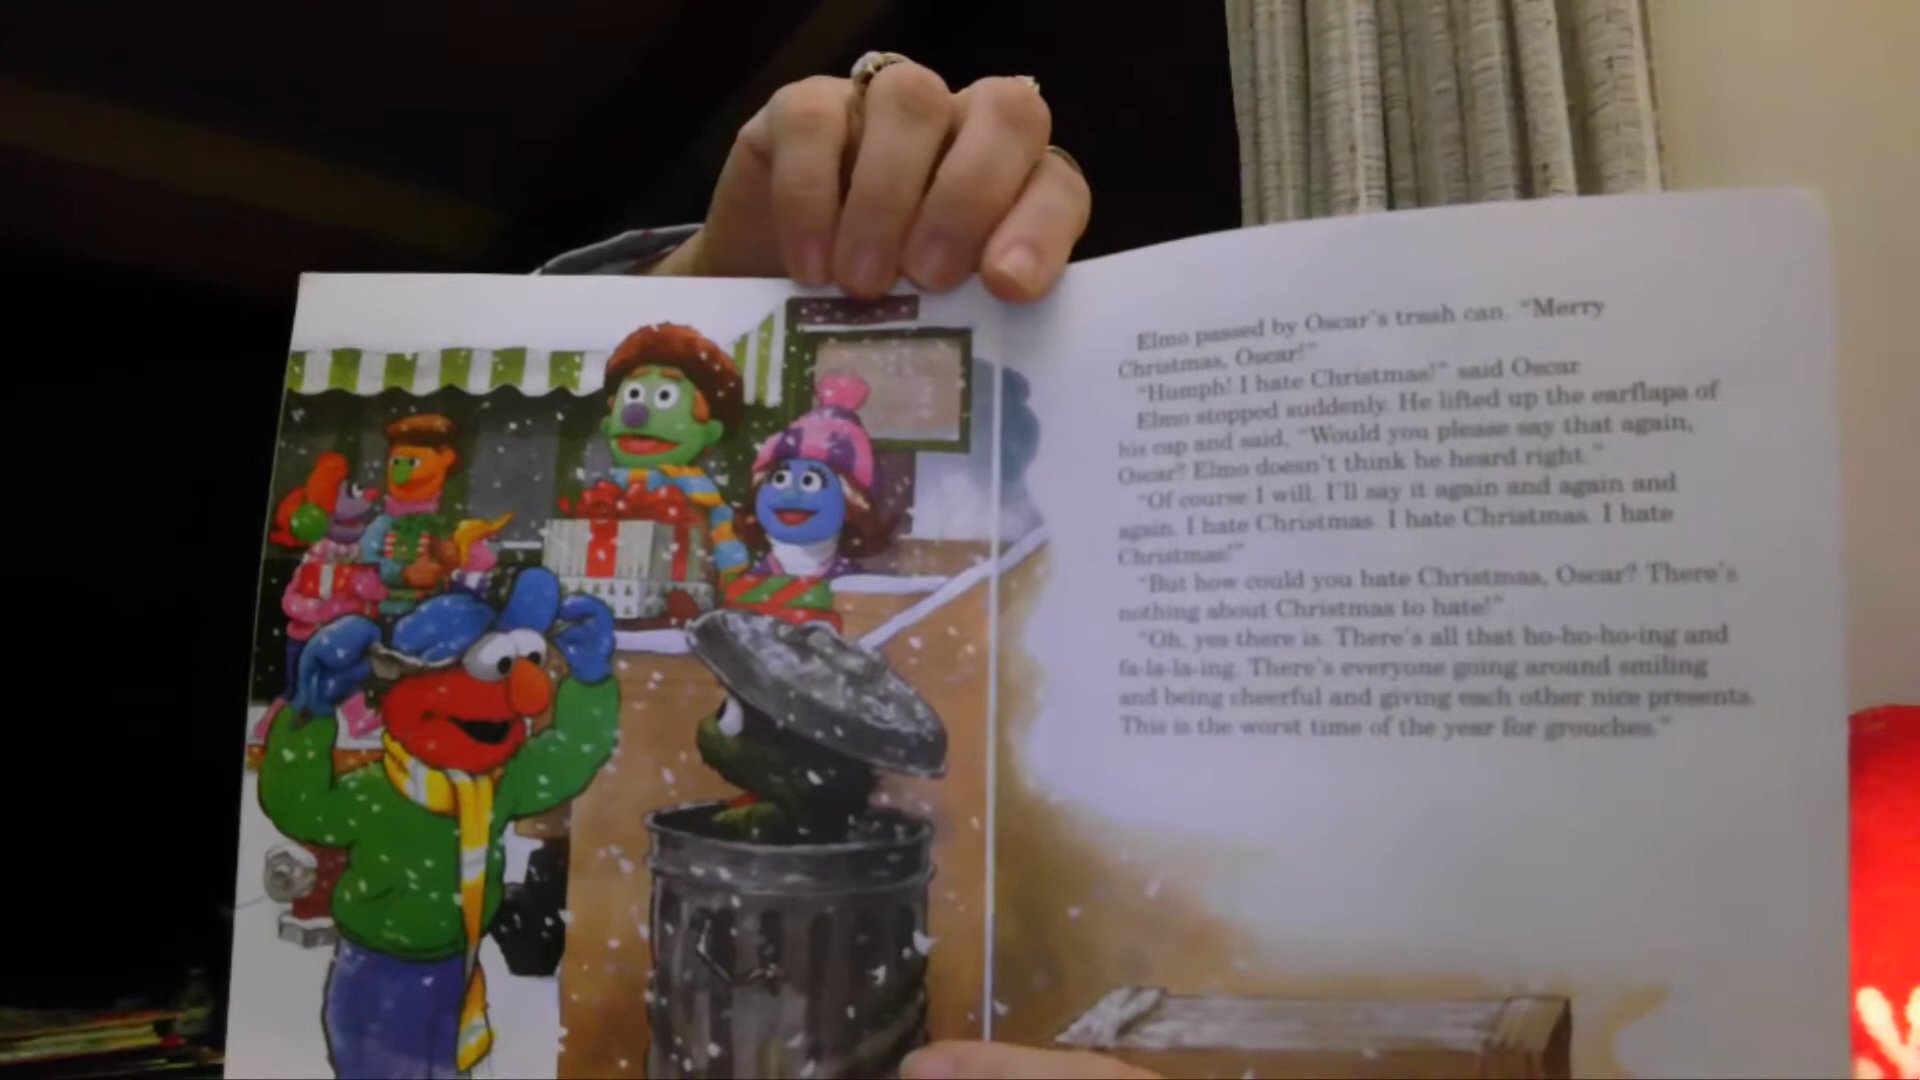 Elmo passed by Oscar's trash can. "Merry
Christmas, Oscar!"
"Humph! I hate Christmas!" said Oscar
Elmo stopped suddenly. He lifted up the earflaps of
his cap and said, "Would you please say that again,
Oscar? Elmo doesn't think he heard right."
"Of course I will. I'll say it again and again and
again. I hate Christmas. I hate Christmas. I hate
Christmas!"
"But how could you hate Christmas, Oscar? There's
nothing about Christmas to hate!"
"Oh, yes there is. There's all that ho-ho-ho-ing and
fa-la-la-ing. There's everyone going around smiling
and being cheerful and giving each other nice presents.
This is the worst time of the year for grouches."